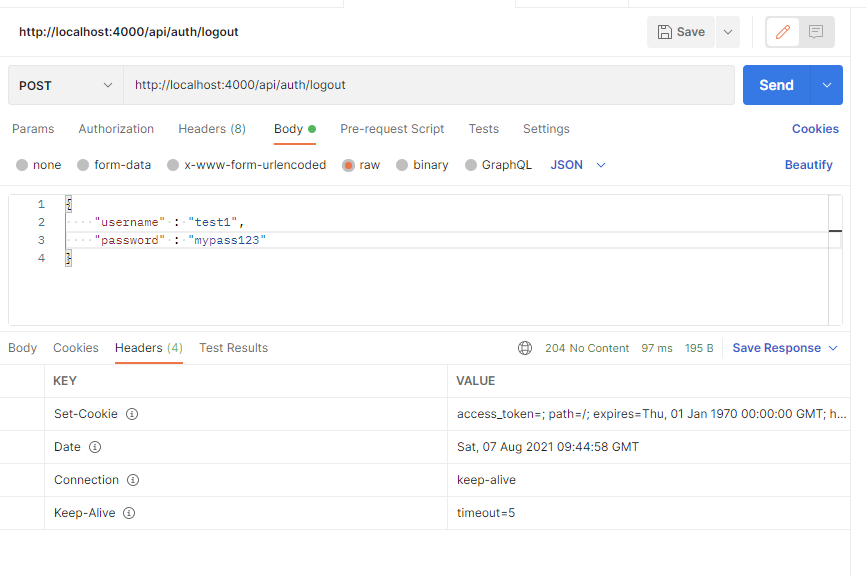 http://localhost:4000/api/auth/logout
Save
POST
http://localhost:4000/api/auth/logout
Send
Params Authorization Headers (8) Body Pre-request Script Tests Settings Cookies
none form-data x-www-form-urlencoded raw binary GraphQL JSON Beautify
1 {
2 "username" : "test1",
3 "password" : "mypass123"
4 }
Body Cookies Headers (4) Test Results 204 No Content 97 ms 195 B Save Response
KEY VALUE
Set-Cookie access_token=; path=/; expires=Thu, 01 Jan 1970 00:00:00 GMT; h...
Date Sat, 07 Aug 2021 09:44:58 GMT
Connection keep-alive
Keep-Alive timeout=5